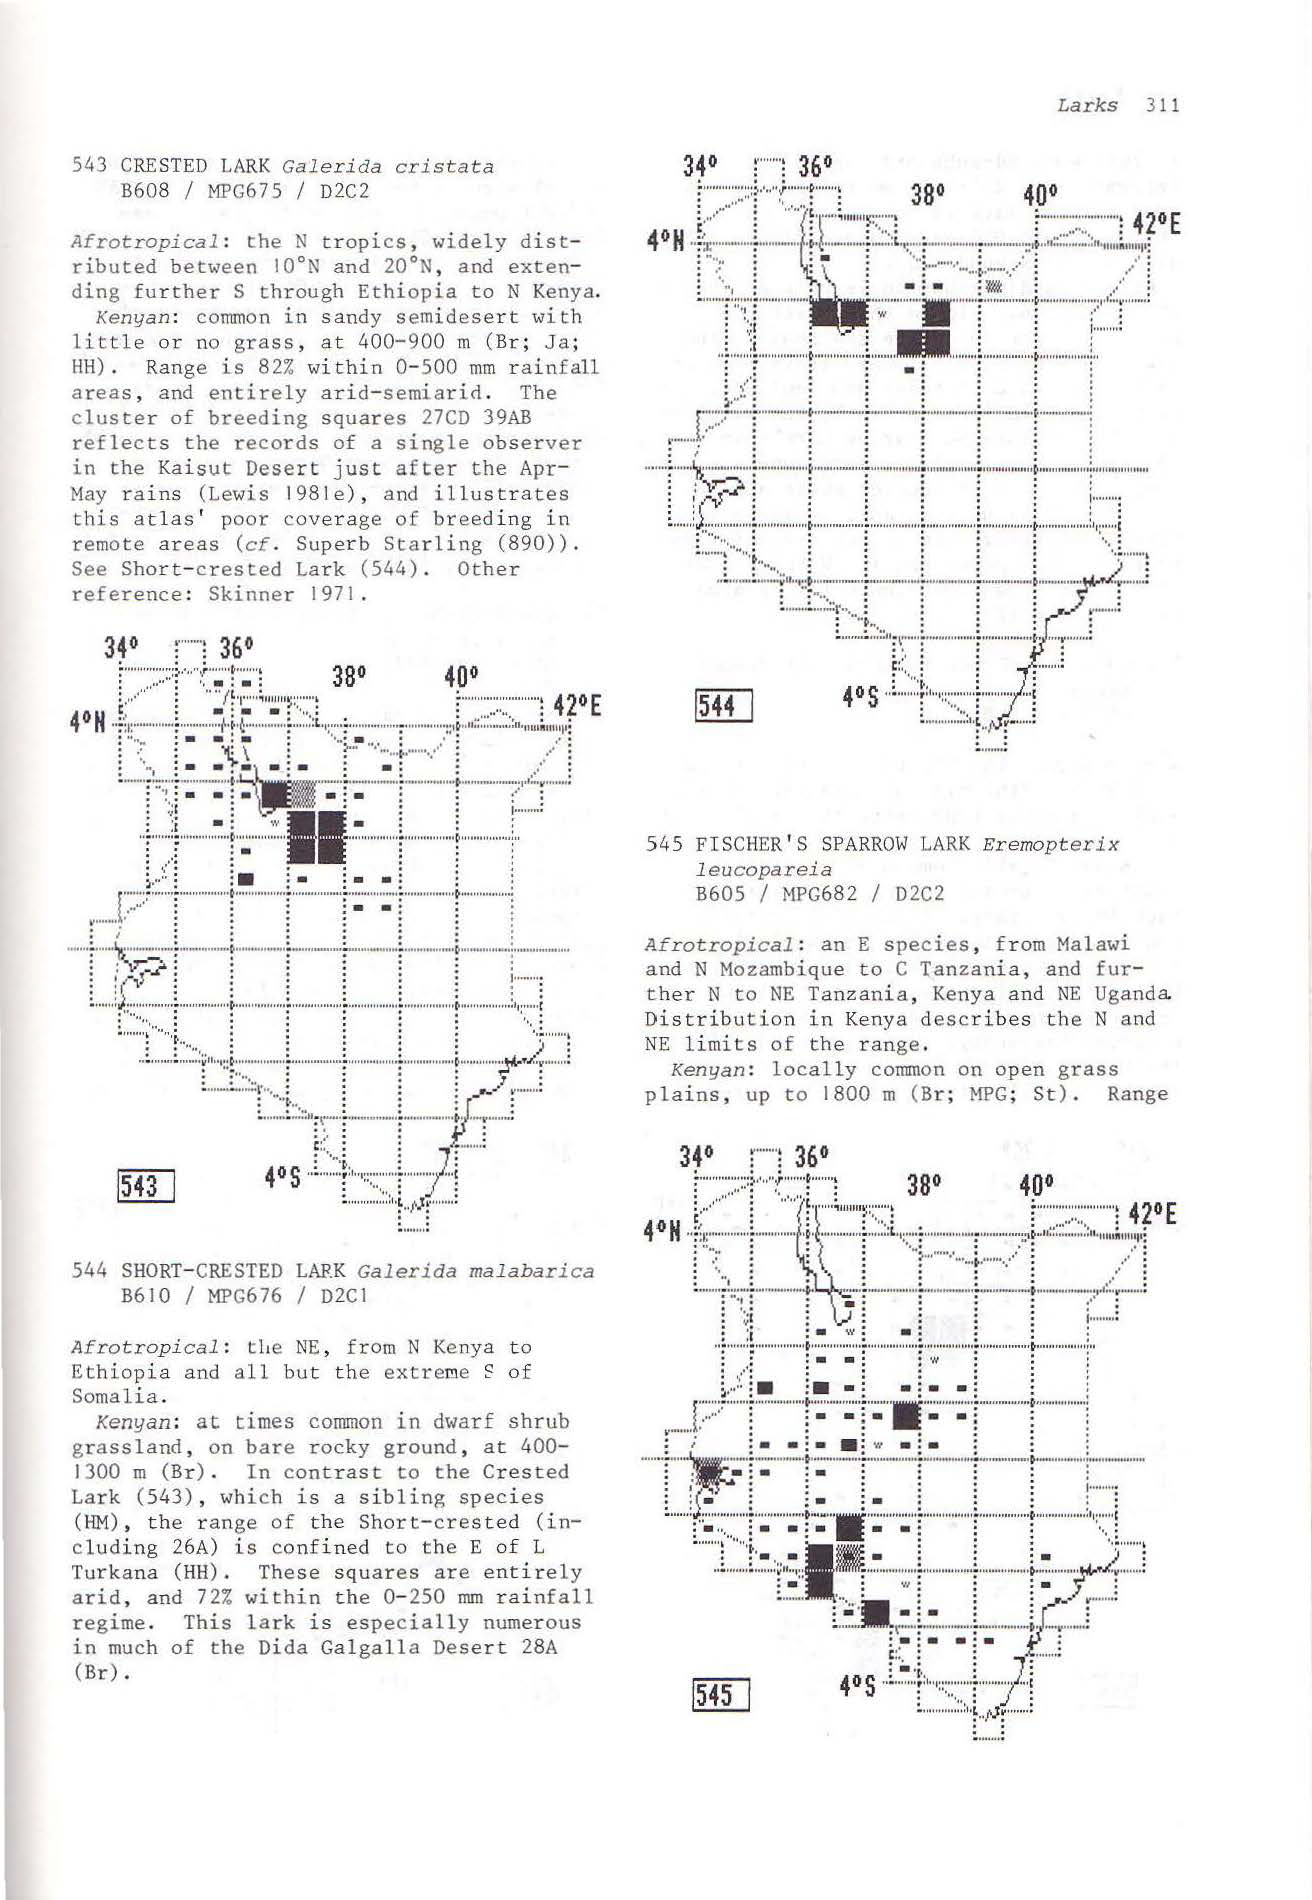 Larks 311
543 CRESTED LARK Galerida cristata
B608 / MPG675 / D2C2
Afrotropical: the N tropics, widely dist-
ributed between 10°N and 20°N, and exten-
ding further S through Ethiopia to N Kenya.
Kenyan: common in sandy semidesert with
little or no grass, at 400-900 m (Br; Ja;
HH). Range is 82% within 0-500 mm rainfall
areas, and entirely arid-semiarid. The
cluster of breeding squares 27CD 39AB
reflects the records of a single observer
in the Kaisut Desert just after the Apr-
May rains (Lewis 1981e), and illustrates
this atlas' poor coverage of breeding in
remote areas (cf. Superb Starling (890)).
See Short-crested Lark (544). Other
reference: Skinner 1971.
34° 36°
38° 40°
42°E
4°N
w
543
4°S
544 SHORT-CRESTED LARK Galerida malabarica
B610 / MPG676 / D2C1
Afrotropical: the NE, from N Kenya to
Ethiopia and all but the extreme S of
Somalia.
Kenyan: at times common in dwarf shrub
grassland, on bare rocky ground, at 400-
1300 m (Br). In contrast to the Crested
Lark (543), which is a sibling species
(HM), the range of the Short-crested (in-
cluding 26A) is confined to the E of L
Turkana (HH). These squares are entirely
arid, and 72% within the 0-250 mm rainfall
regime. This lark is especially numerous
in much of the Dida Galgalla Desert 28A
(Br).
34° 36°
38° 40°
42°E
4°N
w
544
4°S
545 FISCHER'S SPARROW LARK Eremopterix
leucopareia
B605 / MPG682 / D2C2
Afrotropical: an E species, from Malawi
and N Mozambique to C Tanzania, and fur-
ther N to NE Tanzania, Kenya and NE Uganda.
Distribution in Kenya describes the N and
NE limits of the range.
Kenyan: locally common on open grass
plains, up to 1800 m (Br; MPG; St). Range
34° 36°
38° 40°
42°E
4°N
w
w
w
w
545
4°S